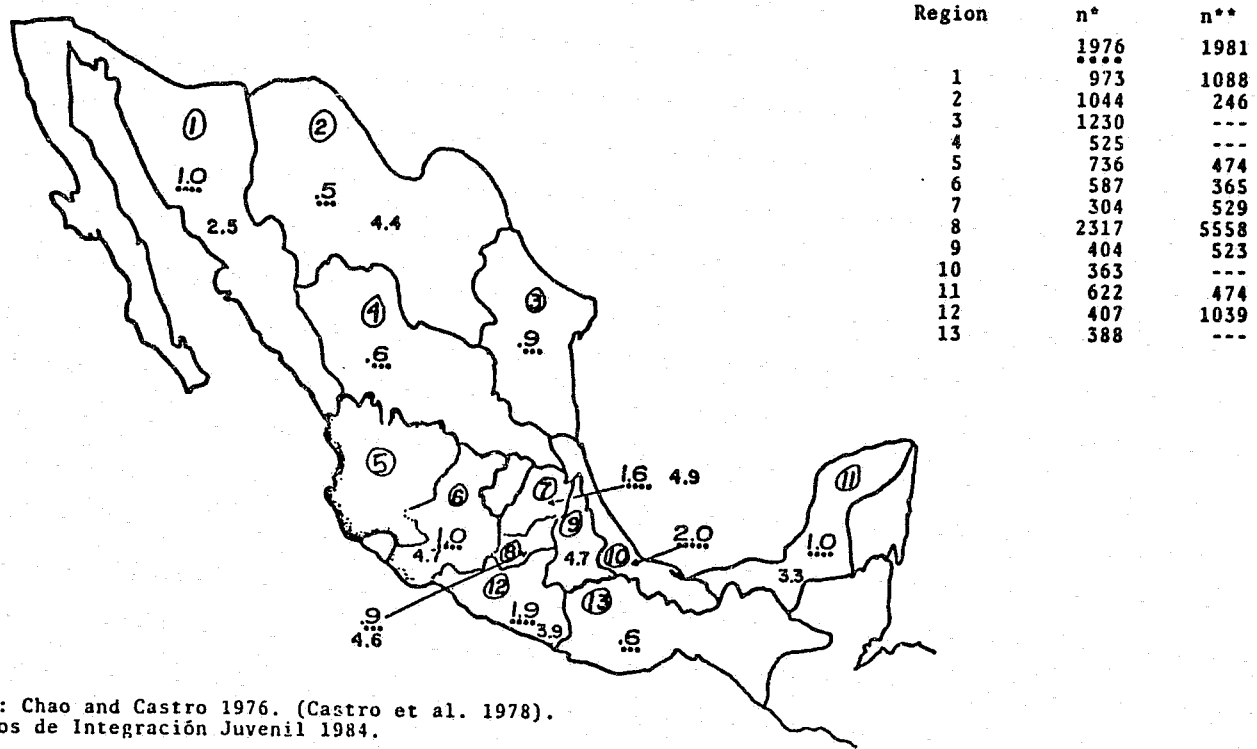 Region n* n**
1976 1981
1 973 1088
2 1044 246
3 1230 ---
4 525 ---
5 736 474
6 587 365
7 304 529
8 2317 5558
9 404 523
10 363 ---
11 622 474
12 407 1039
13 388 ---
1
1.0
2.5
2
.5
4.4
3
.9
4
.6
5
6
1.0
7
1.6 4.9
8
.9
4.6
9
4.7
10
2.0
11
1.0
3.3
12
1.9
3.9
13
.6
: Chao and Castro 1976. (Castro et al. 1978).
os de Integración Juvenil 1984.